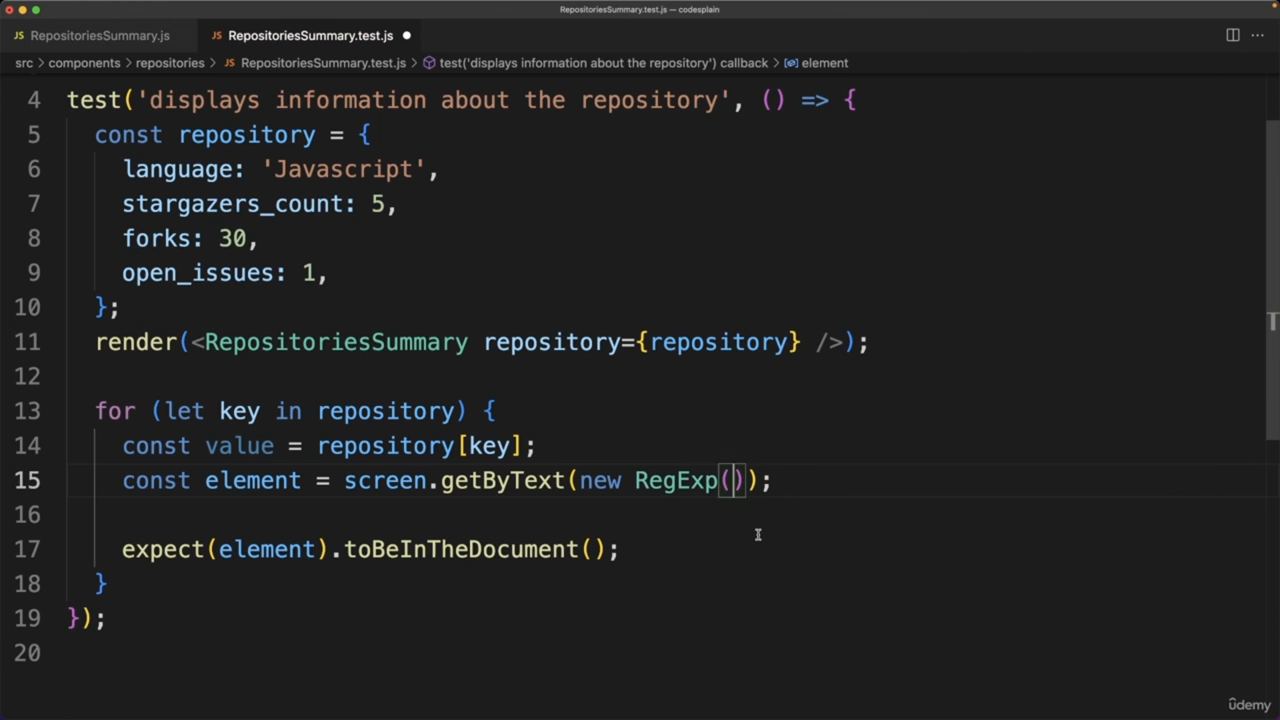 RepositoriesSummary.test.js — codesplain
JS RepositoriesSummary.js JS RepositoriesSummary.test.js
src > components > repositories > JS RepositoriesSummary.test.js > test('displays information about the repository') callback > element
4 test('displays information about the repository', () => {
5 const repository = {
6 language: 'Javascript',
7 stargazers_count: 5,
8 forks: 30,
9 open_issues: 1,
10 };
11 render(<RepositoriesSummary repository={repository} />);
12
13 for (let key in repository) {
14 const value = repository[key];
15 const element = screen.getByText(new RegExp());
16
17 expect(element).toBeInTheDocument();
18 }
19 });
20
ûdemy